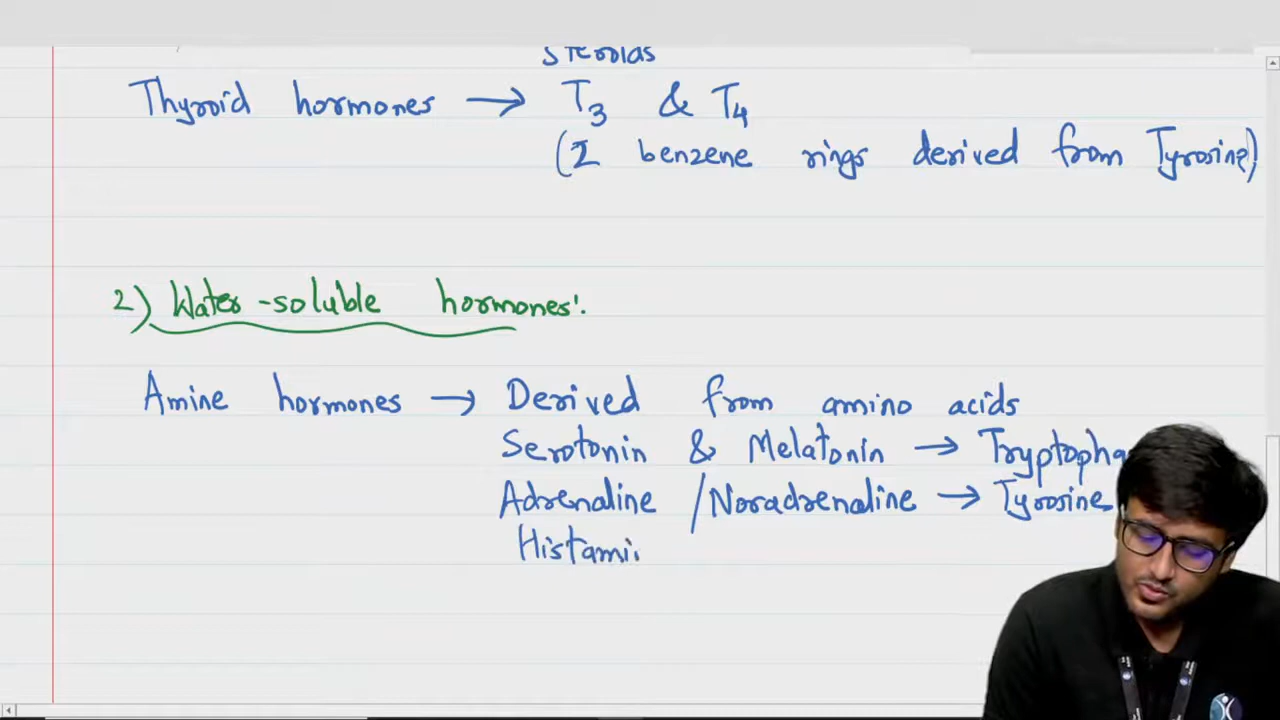 Thyroid hormones → T3 & T4
(2 benzene rings derived from Tyrosine)
2) Water-soluble hormones:
Amine hormones → Derived from amino acids
Serotonin & Melatonin → Tryptopha
Adrenaline / Noradrenaline → Tyrosine
Histami